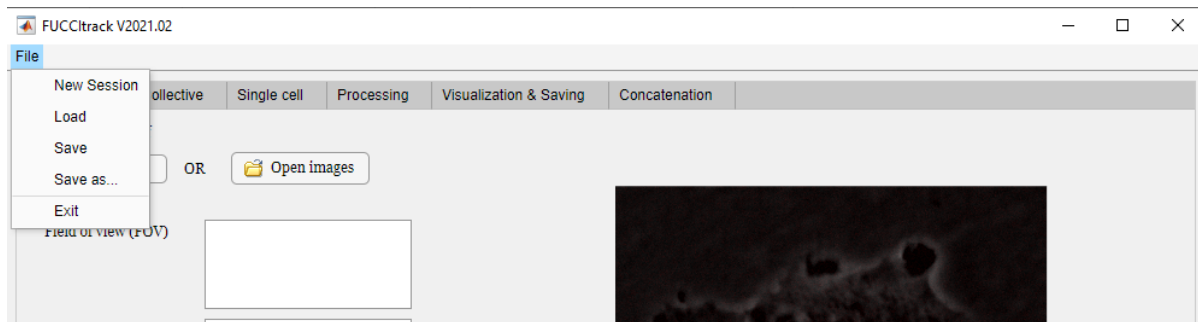 FUCCItrack V2021.02
File
New Session
Load
Save
Save as...
Exit
ollective Single cell Processing Visualization & Saving Concatenation
OR Open images
Field of view (FOV)